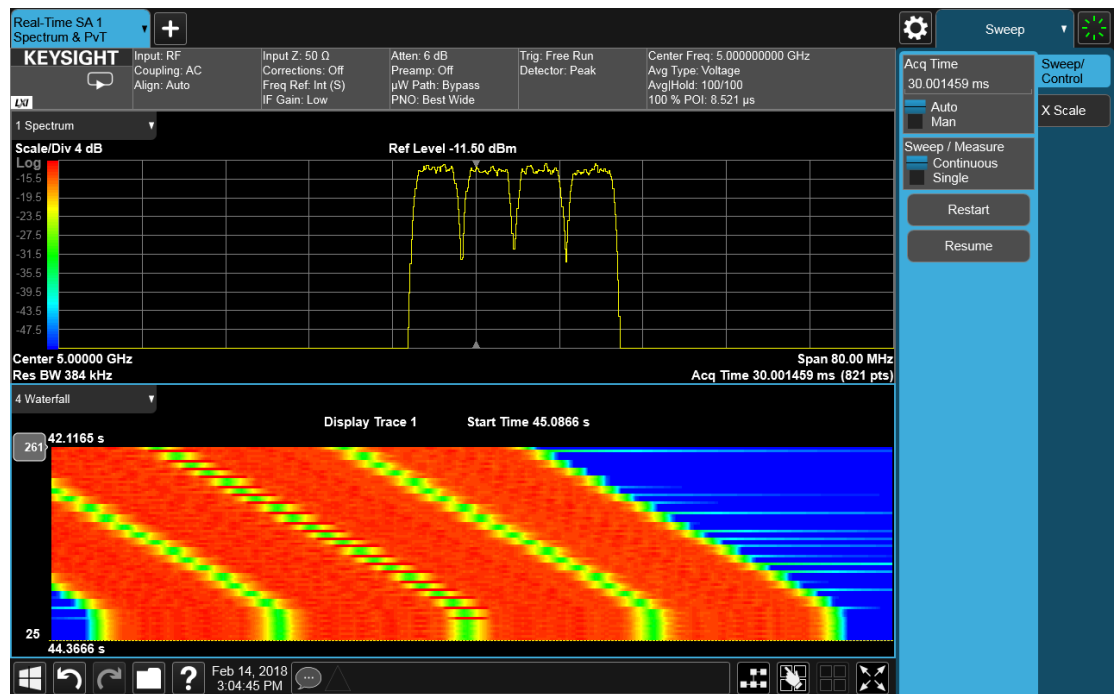 Real-Time SA 1
Spectrum & PvT
Sweep
KEYSIGHT
LXI
Input: RF
Coupling: AC
Align: Auto
Input Z: 50 Ω
Corrections: Off
Freq Ref: Int (S)
IF Gain: Low
Atten: 6 dB
Preamp: Off
µW Path: Bypass
PNO: Best Wide
Trig: Free Run
Detector: Peak
Center Freq: 5.000000000 GHz
Avg Type: Voltage
Avg|Hold: 100/100
100 % POI: 8.521 µs
Acq Time
30.001459 ms
Auto
Man
Sweep / Measure
Continuous
Single
Restart
Resume
Sweep/
Control
X Scale
1 Spectrum
Scale/Div 4 dB
Ref Level -11.50 dBm
Log
-15.5
-19.5
-23.5
-27.5
-31.5
-35.5
-39.5
-43.5
-47.5
Center 5.00000 GHz
Span 80.00 MHz
Res BW 384 kHz
Acq Time 30.001459 ms (821 pts)
4 Waterfall
Display Trace 1
Start Time 45.0866 s
261
42.1165 s
25
44.3666 s
?
Feb 14, 2018
3:04:45 PM